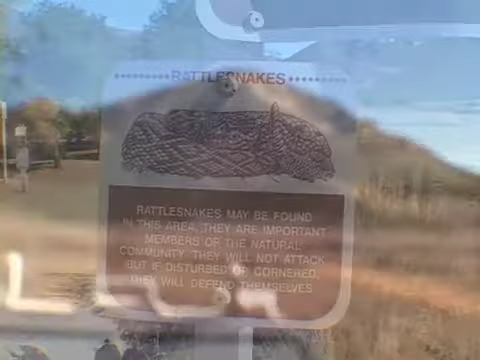 RATTLESNAKES
RATTLESNAKES MAY BE FOUND
IN THIS AREA. THEY ARE IMPORTANT
MEMBERS OF THE NATURAL
COMMUNITY. THEY WILL NOT ATTACK
BUT IF DISTURBED OR CORNERED,
THEY WILL DEFEND THEMSELVES